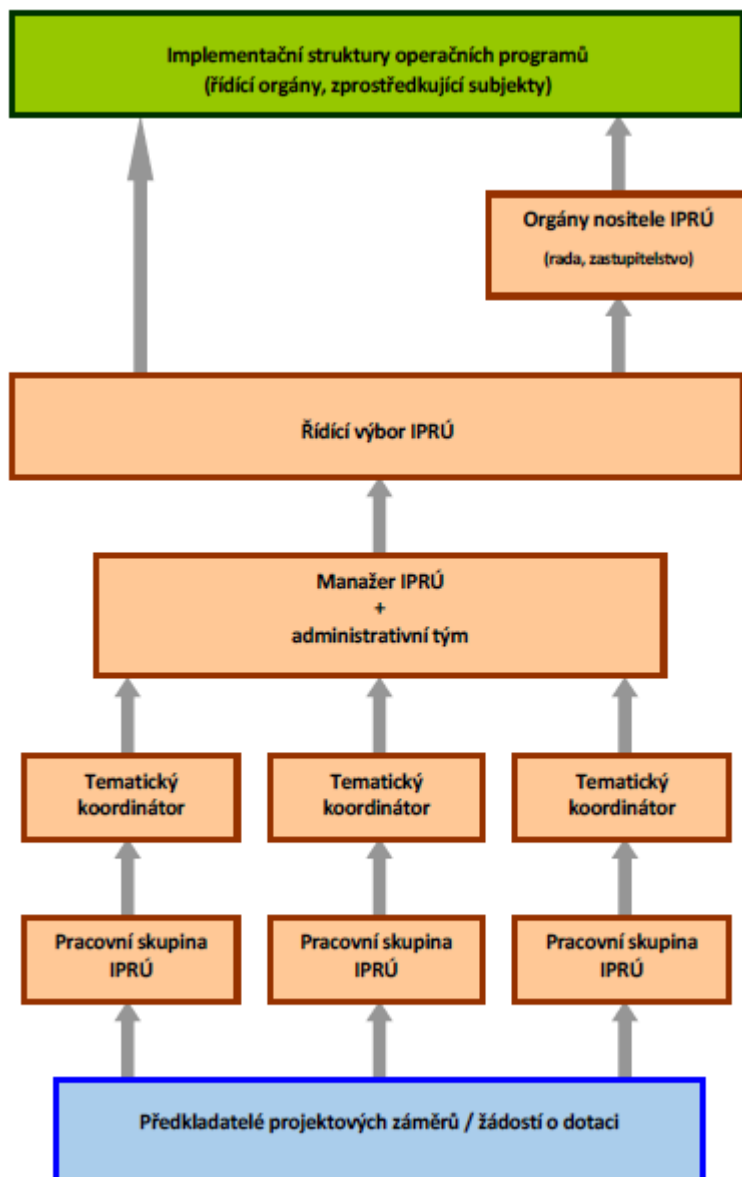 Implementační struktury operačních programů
(řídící orgány, zprostředkující subjekty)
Orgány nositele IPRÚ
(rada, zastupitelstvo)
Řídící výbor IPRÚ
Manažer IPRÚ
+
administrativní tým
Tematický
koordinátor
Tematický
koordinátor
Tematický
koordinátor
Pracovní skupina
IPRÚ
Pracovní skupina
IPRÚ
Pracovní skupina
IPRÚ
Předkladatelé projektových záměrů / žádostí o dotaci